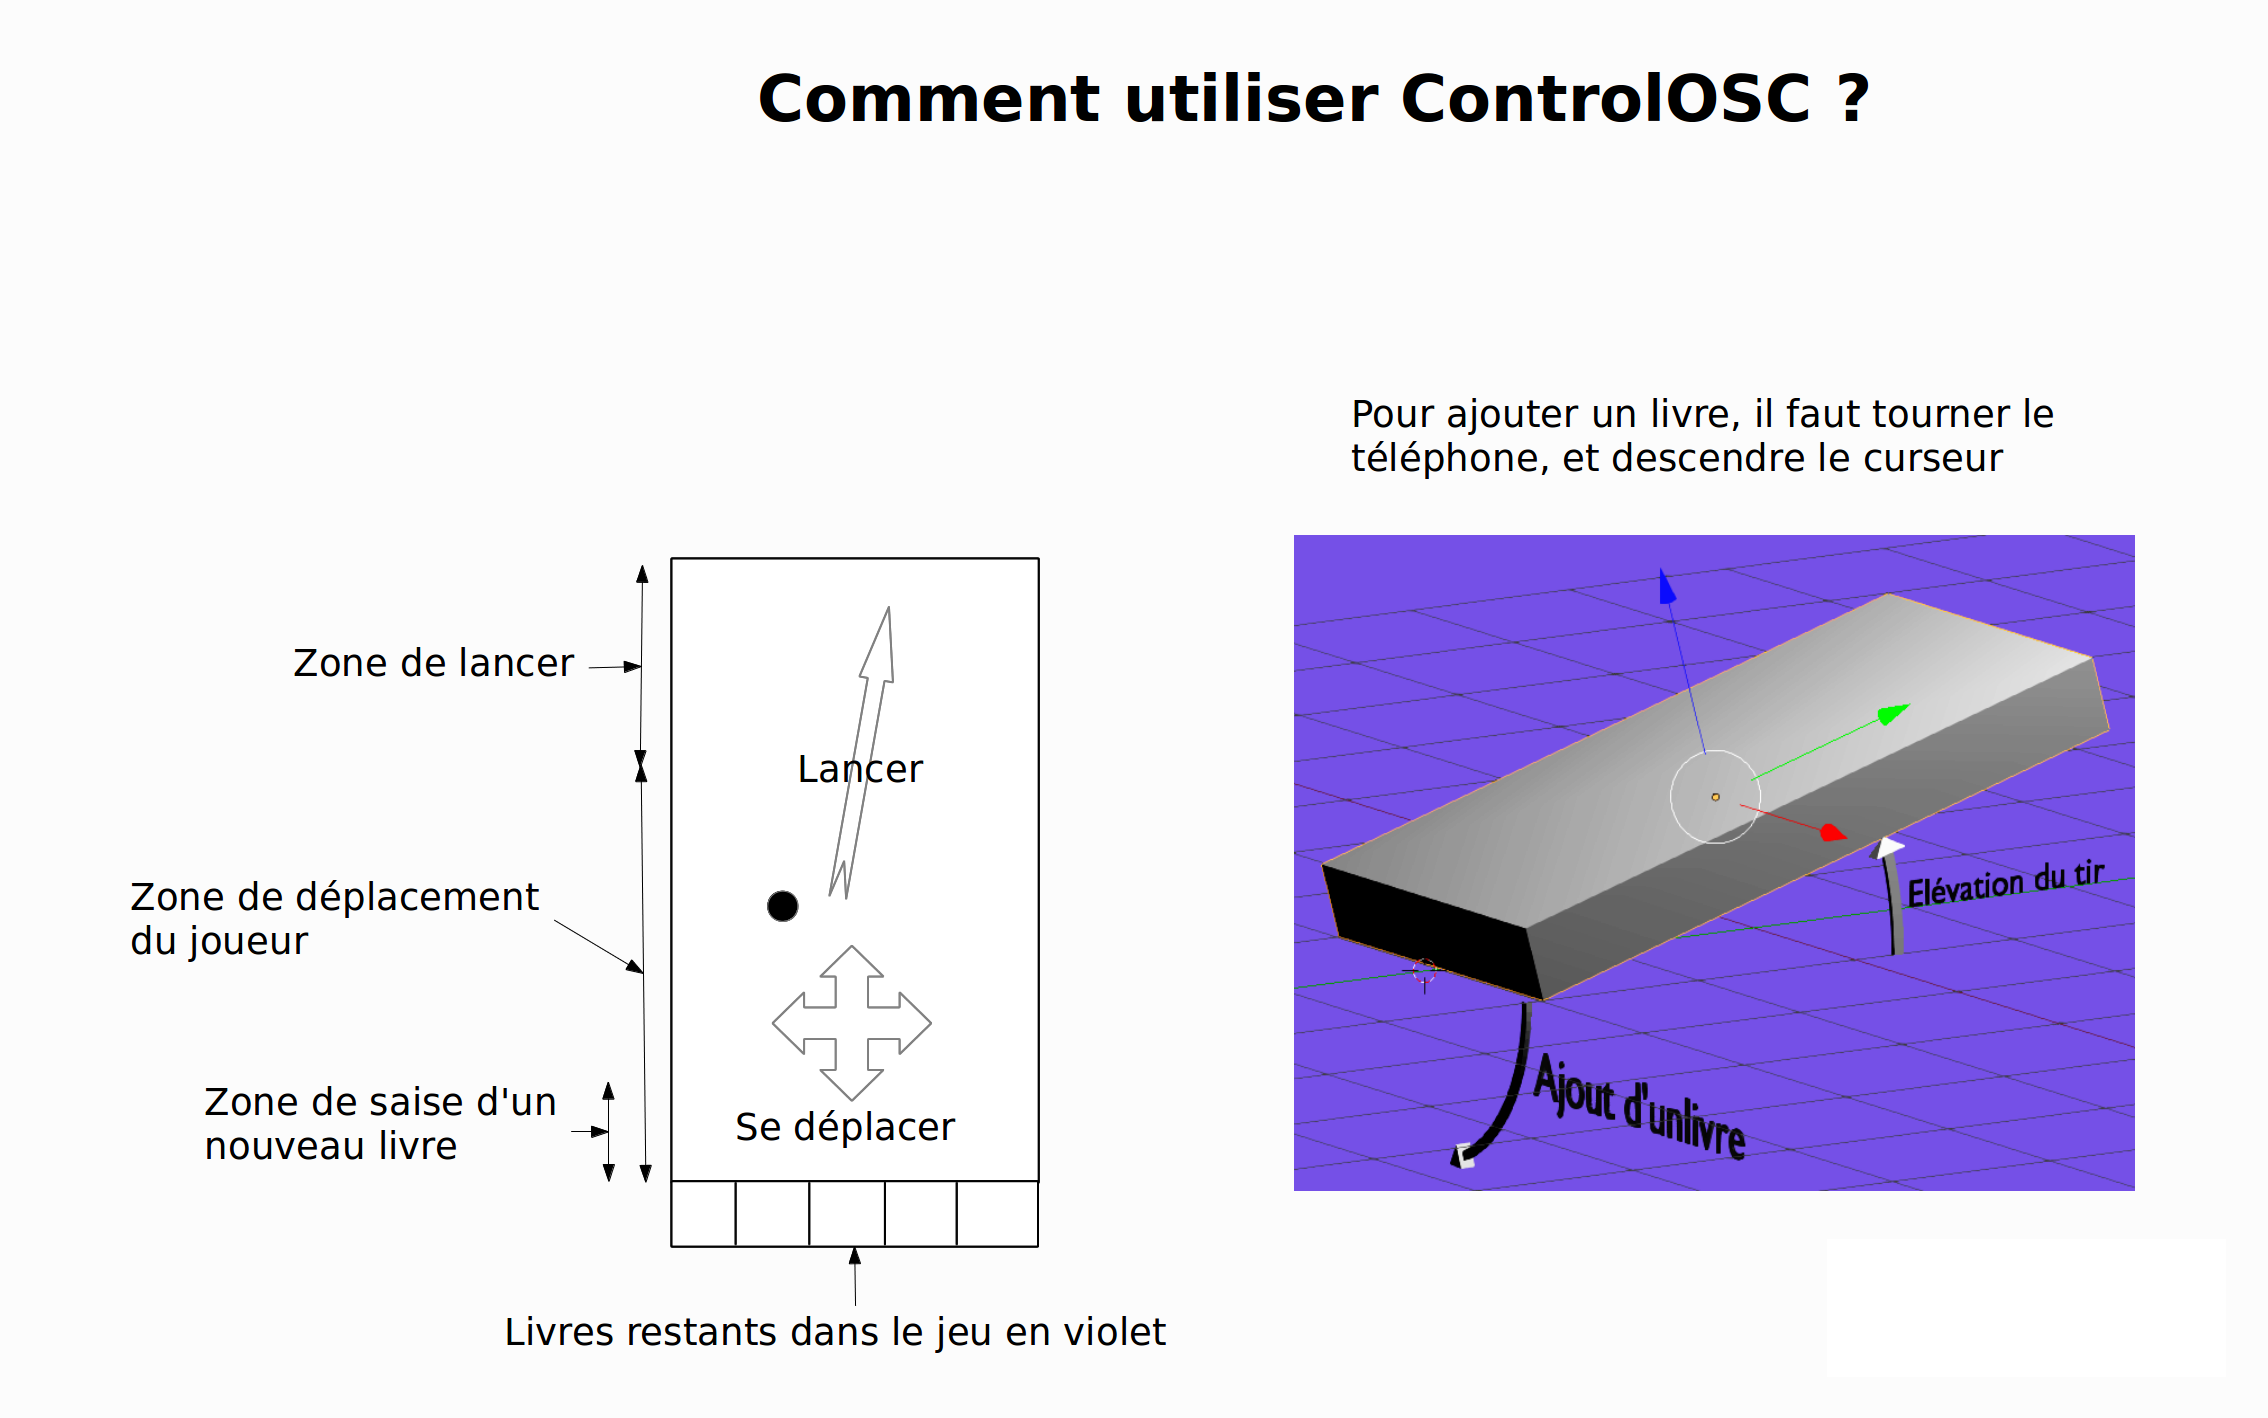 Comment utiliser ControlOSC ?
Pour ajouter un livre, il faut tourner le
téléphone, et descendre le curseur
Zone de lancer
Lancer
Zone de déplacement
du joueur
Zone de saise d'un
nouveau livre
Se déplacer
Livres restants dans le jeu en violet
Elévation du tir
Ajout d'unlivre